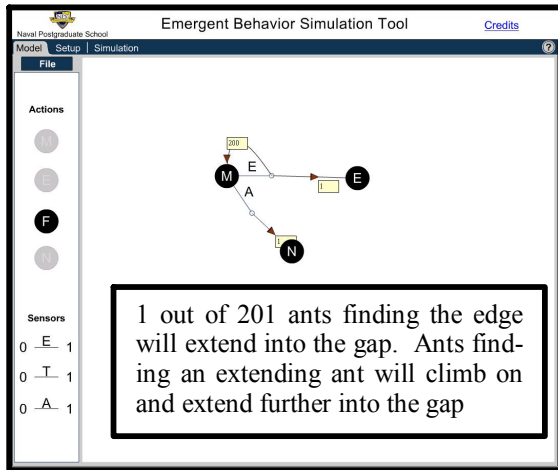 Naval Postgraduate School
Emergent Behavior Simulation Tool
Credits
Model Setup Simulation
?
File
Actions
M
E
F
N
Sensors
0 E 1
0 T 1
0 A 1
200
E
M
E
1
A
1
N
1 out of 201 ants finding the edge
will extend into the gap. Ants find-
ing an extending ant will climb on
and extend further into the gap